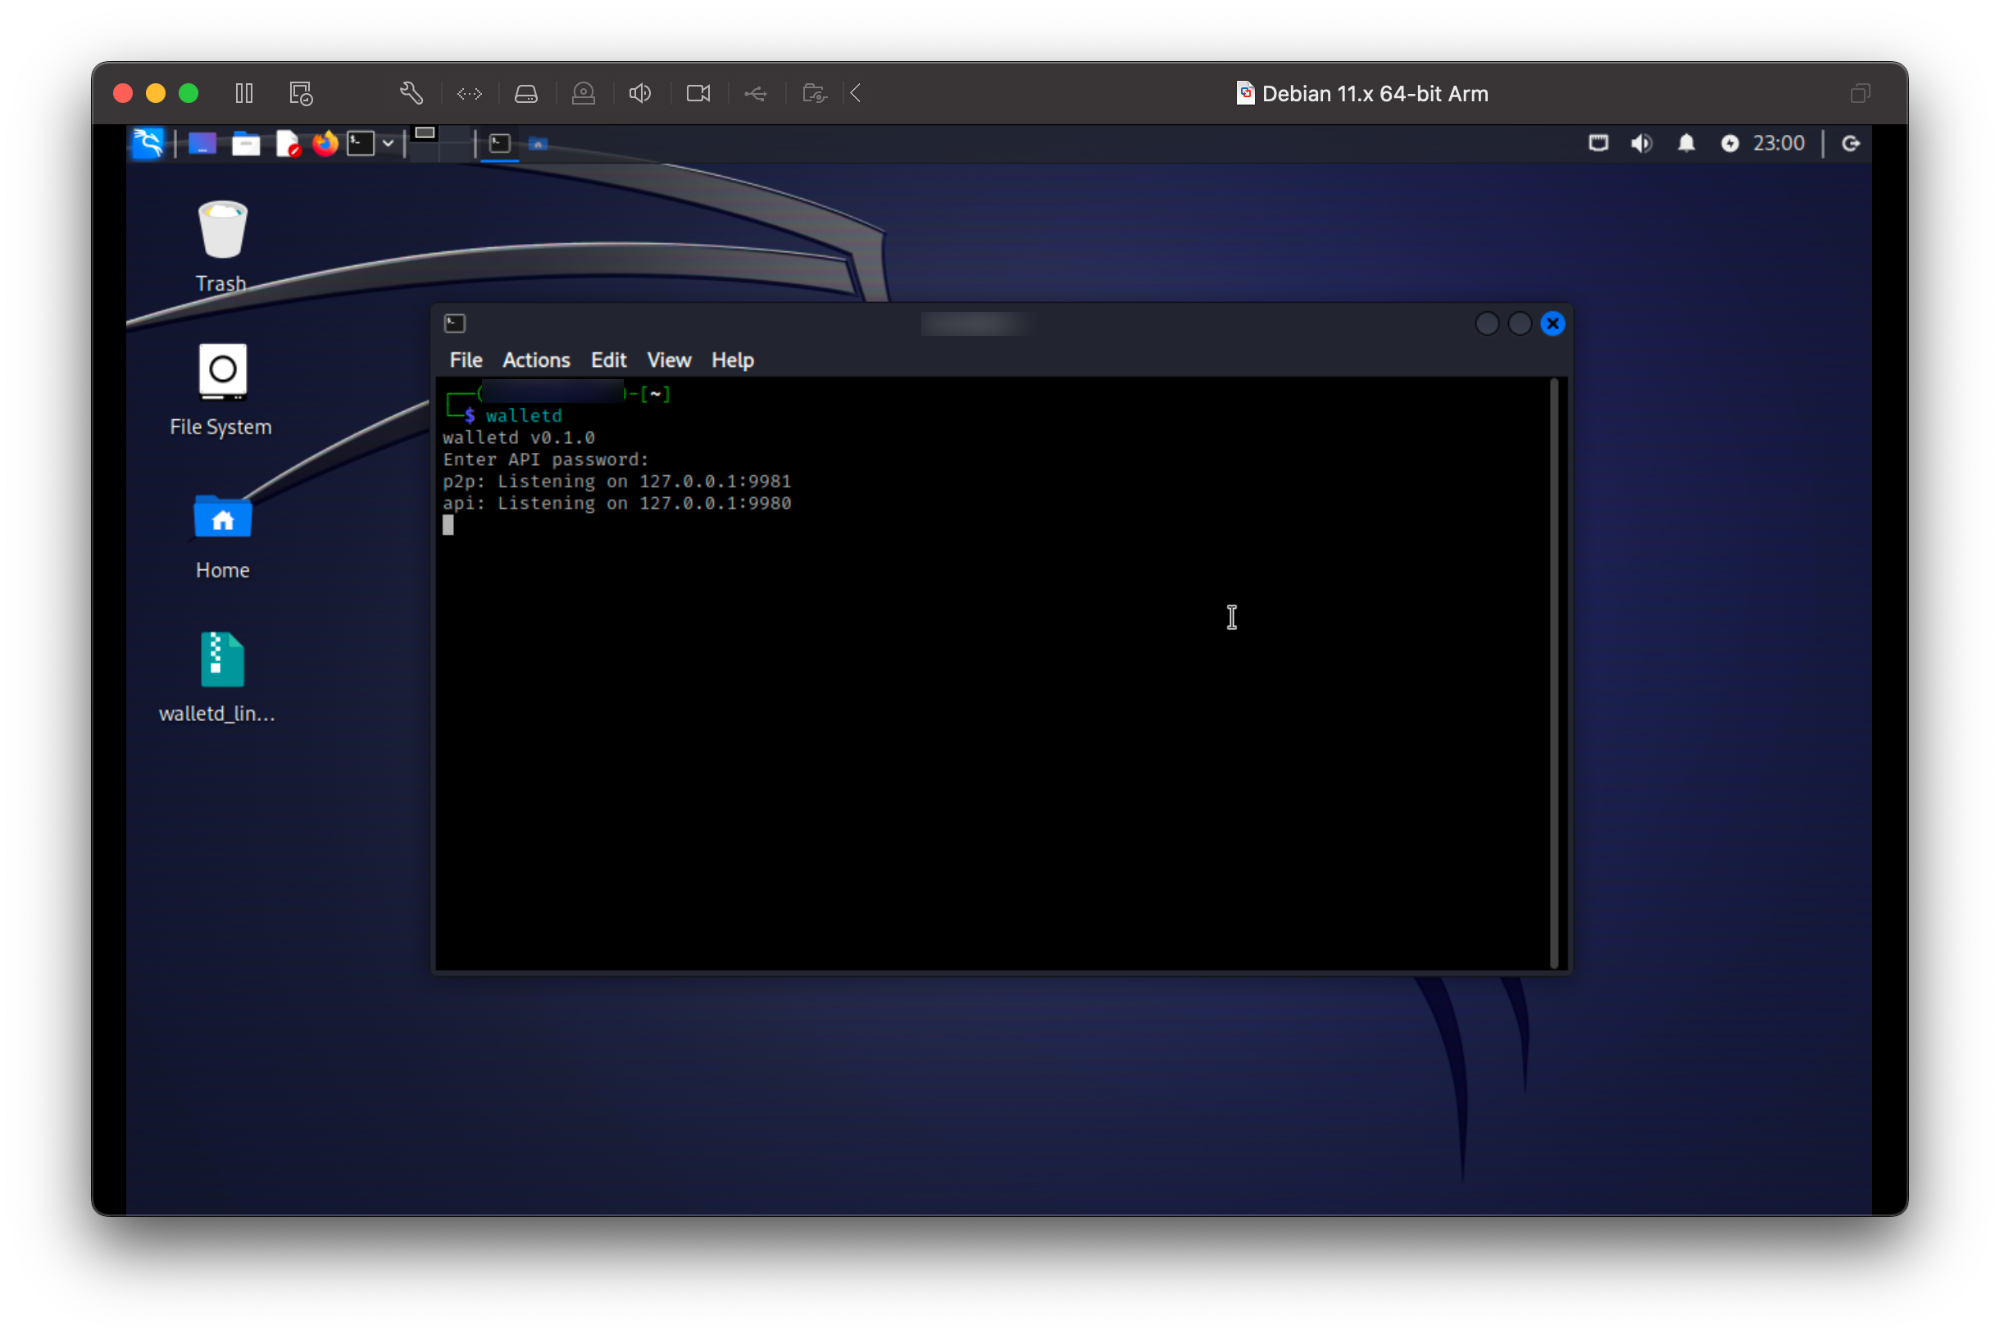 Debian 11.x 64-bit Arm
23:00
Trash
File System
Home
walletd_lin...
File Actions Edit View Help
┌──( )-[~]
└─$ walletd
walletd v0.1.0
Enter API password:
p2p: Listening on 127.0.0.1:9981
api: Listening on 127.0.0.1:9980